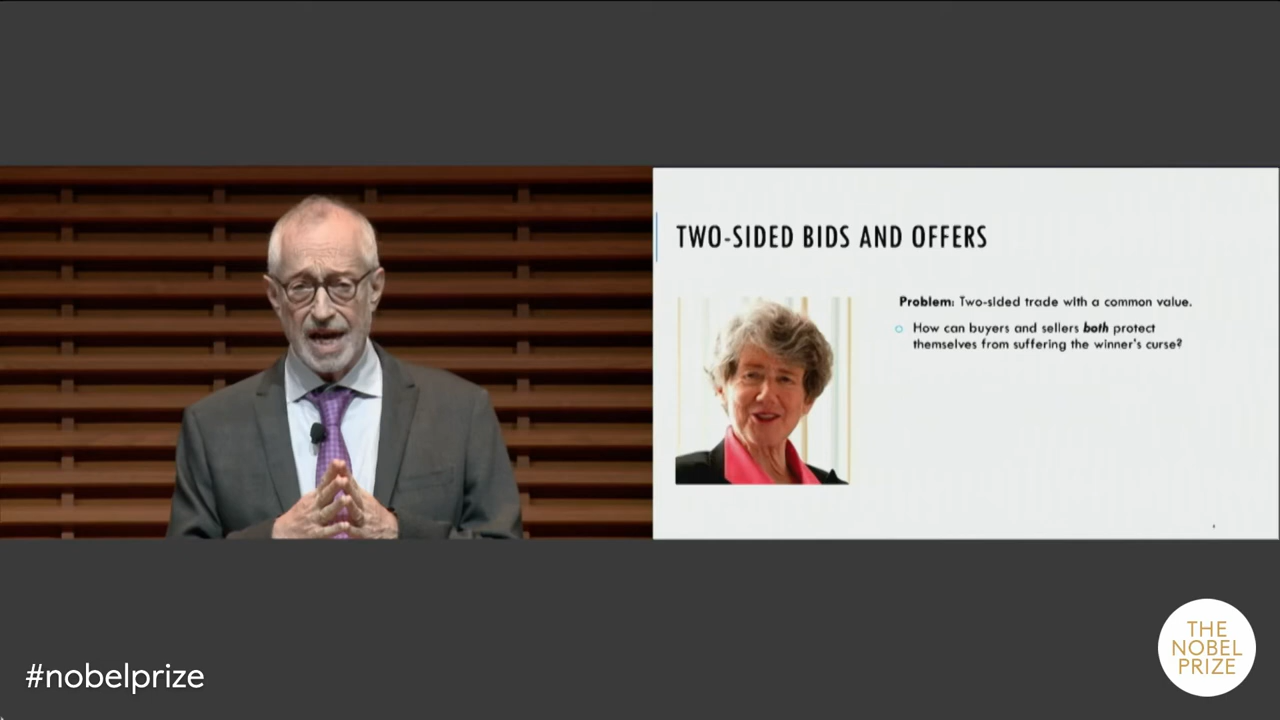 TWO-SIDED BIDS AND OFFERS
Problem: Two-sided trade with a common value.
How can buyers and sellers both protect
themselves from suffering the winner's curse?
#nobelprize
THE
NOBEL
PRIZE